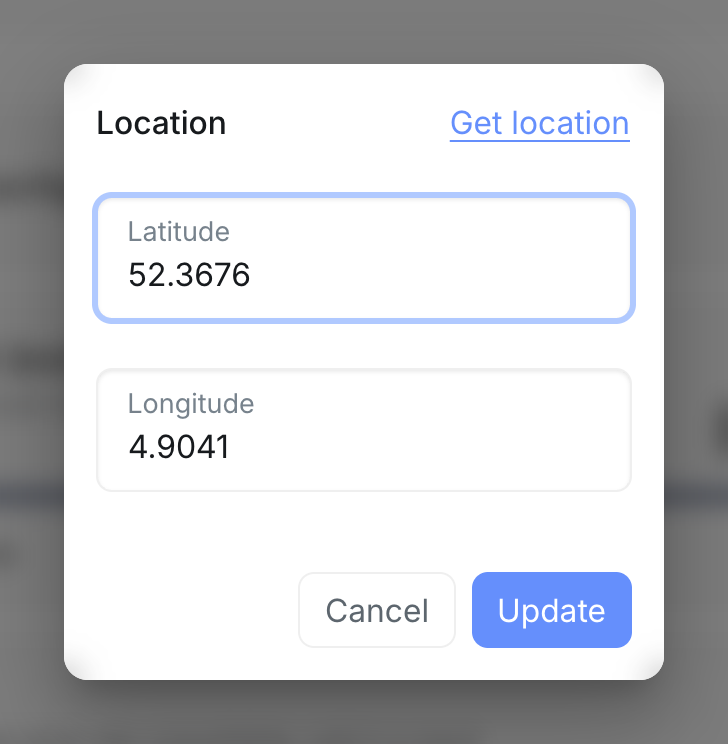 Location
Get location
Latitude
52.3676
Longitude
4.9041
Cancel
Update